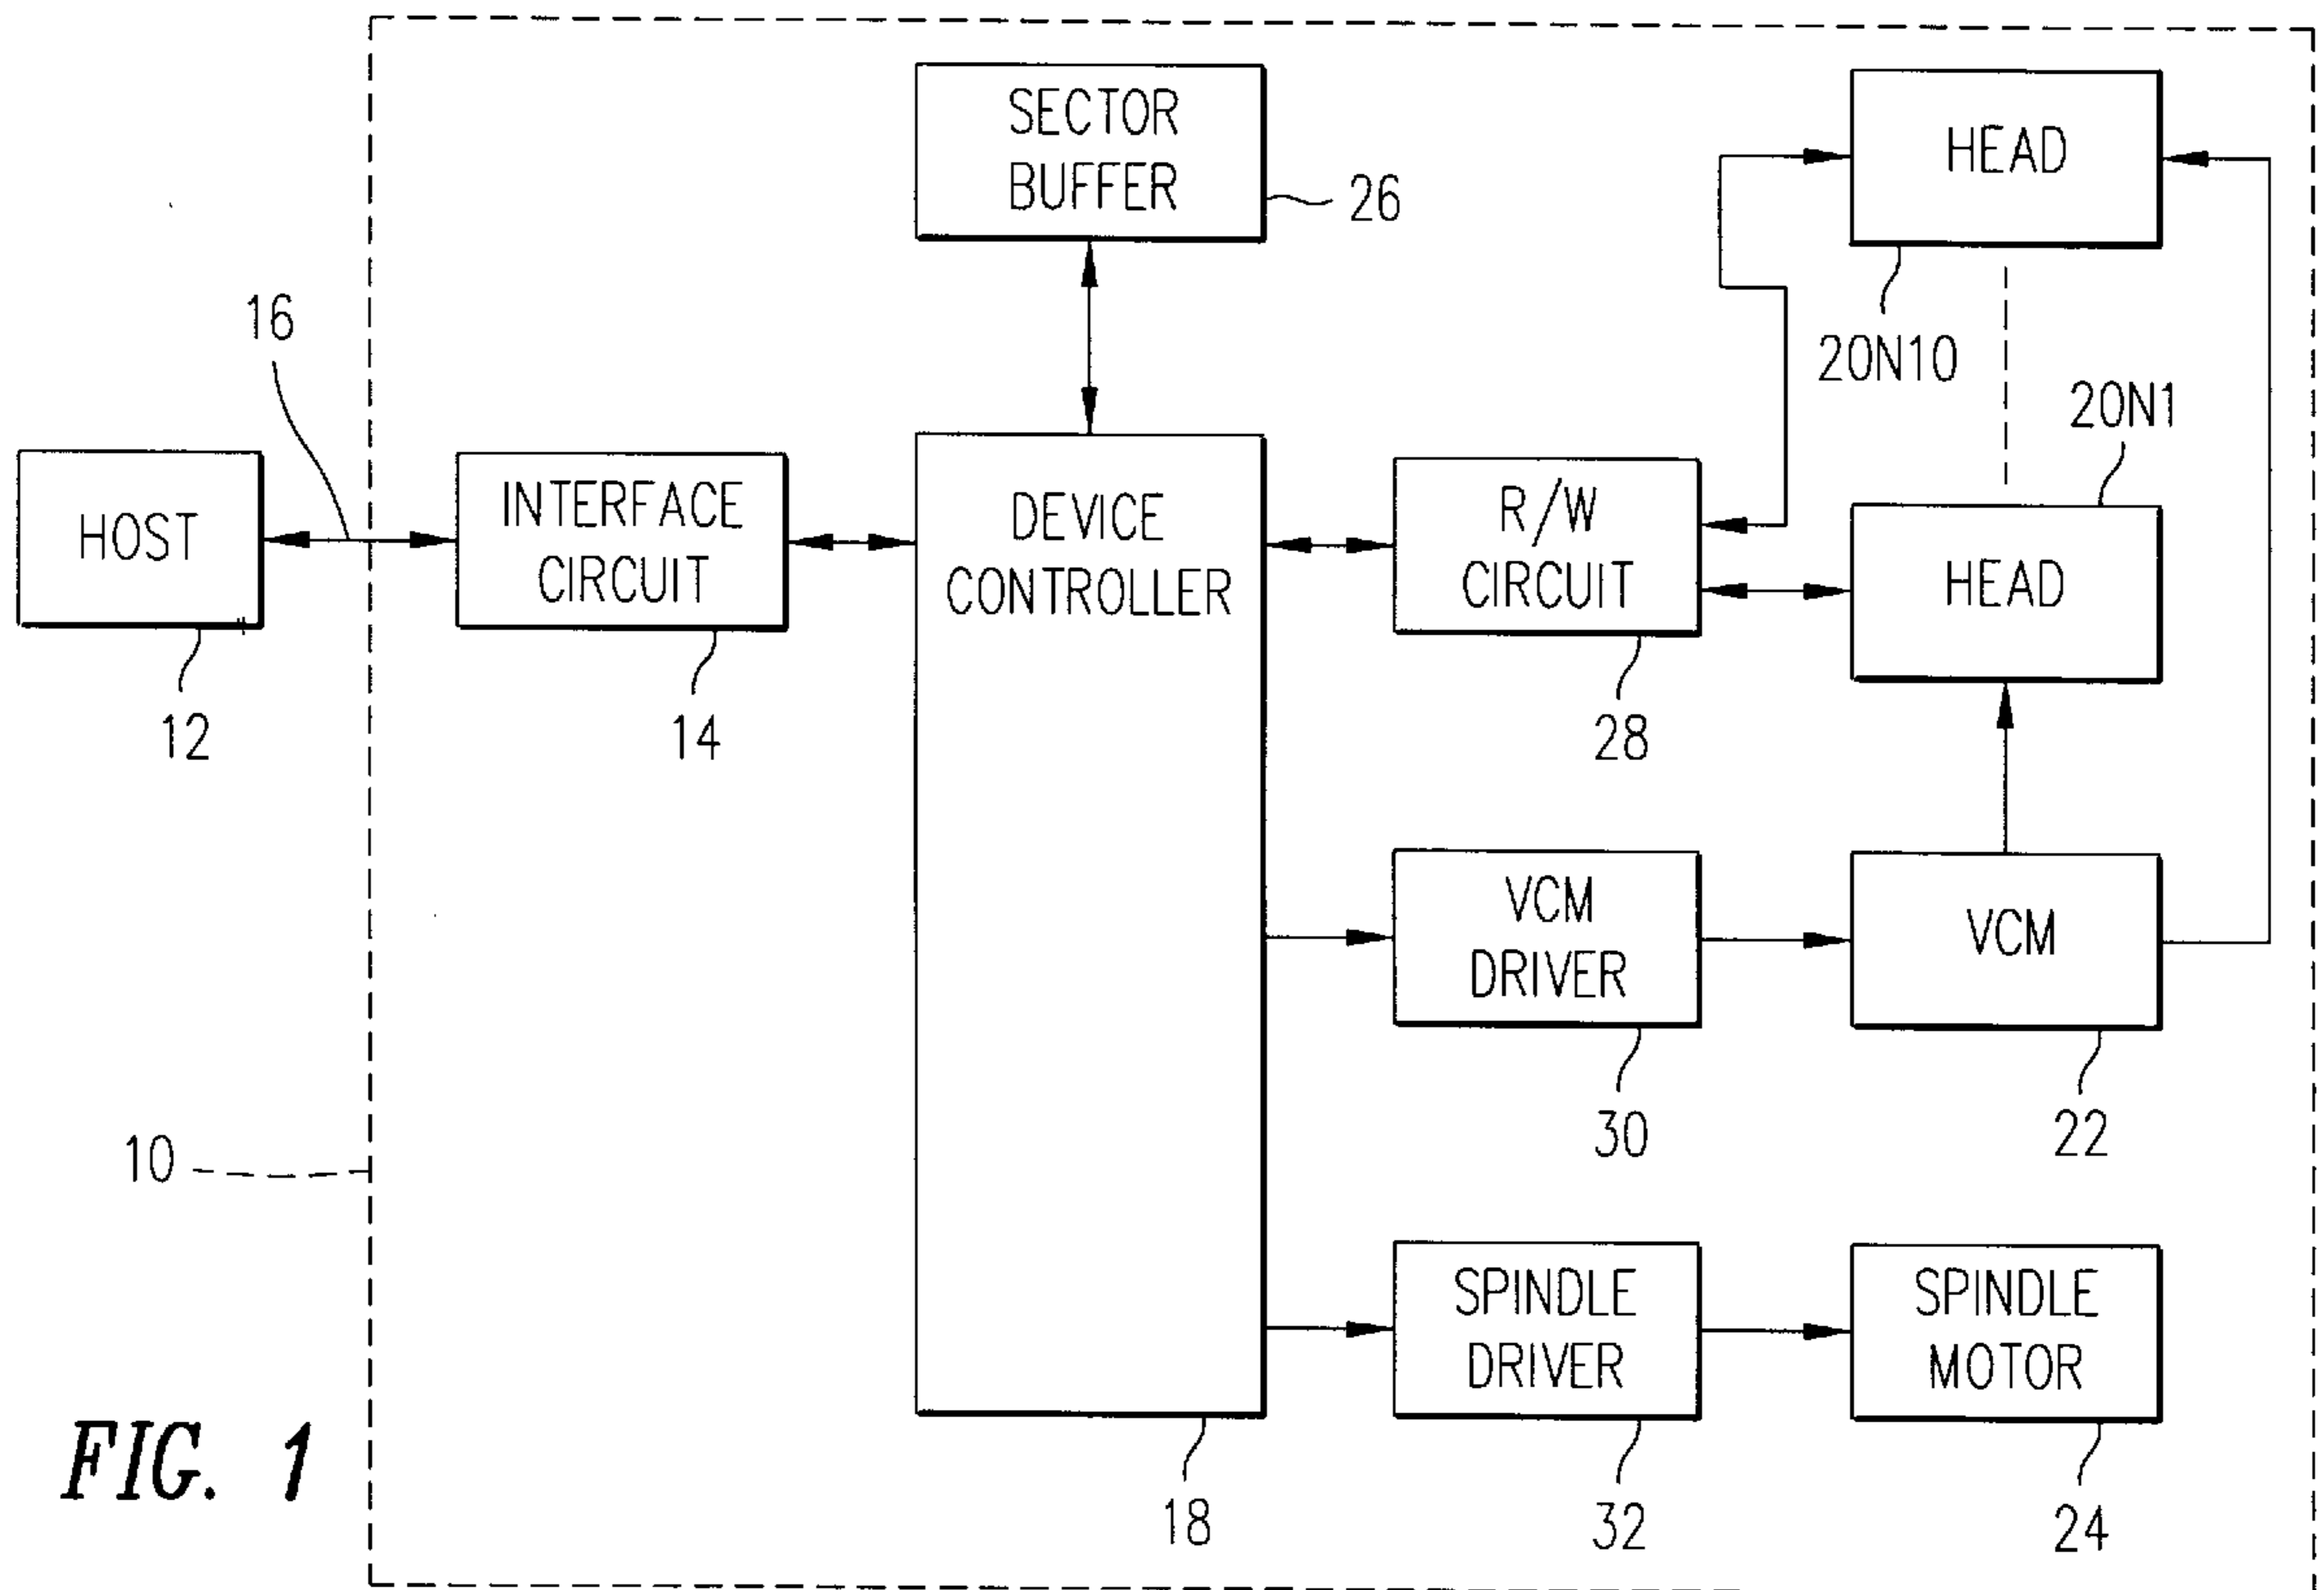 SECTOR
BUFFER
26
HEAD
20N10
16
20N1
HOST
12
INTERFACE
CIRCUIT
14
DEVICE
CONTROLLER
18
R/W
CIRCUIT
28
HEAD
VCM
DRIVER
30
VCM
22
10
SPINDLE
DRIVER
32
SPINDLE
MOTOR
24
FIG. 1